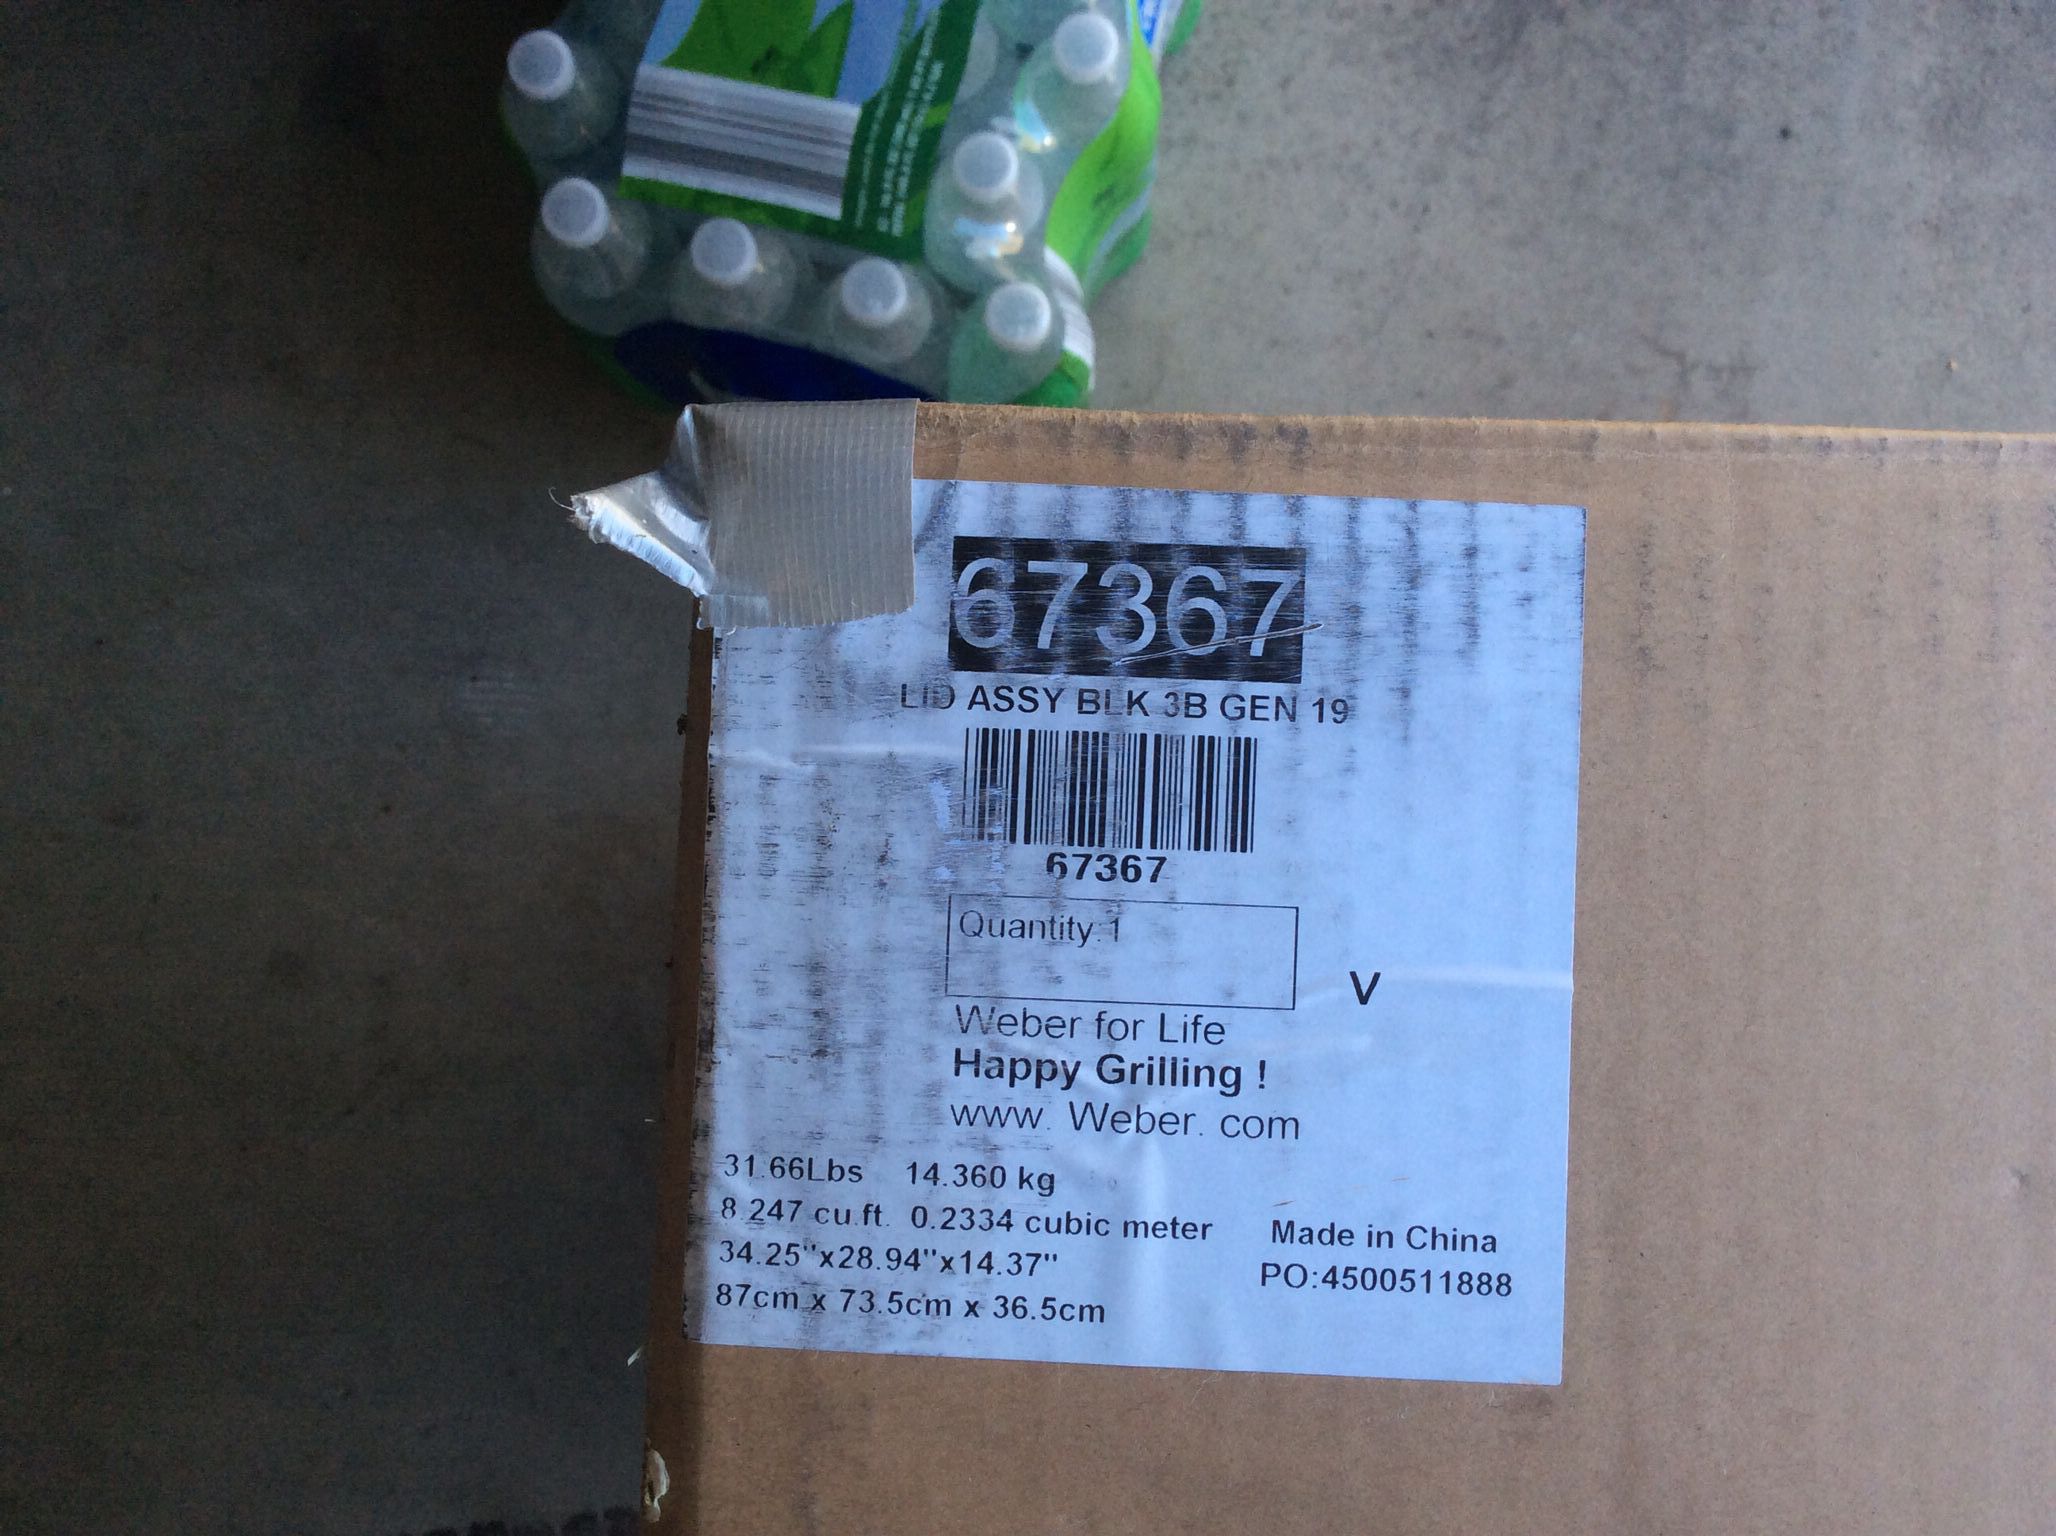 67367
LID ASSY BLK 3B GEN 19
67367
Quantity:1
V
Weber for Life
Happy Grilling !
www. Weber. com
31.66Lbs 14.360 kg
8.247 cu.ft. 0.2334 cubic meter
34.25"x28.94"x14.37"
87cm x 73.5cm x 36.5cm
Made in China
PO:4500511888